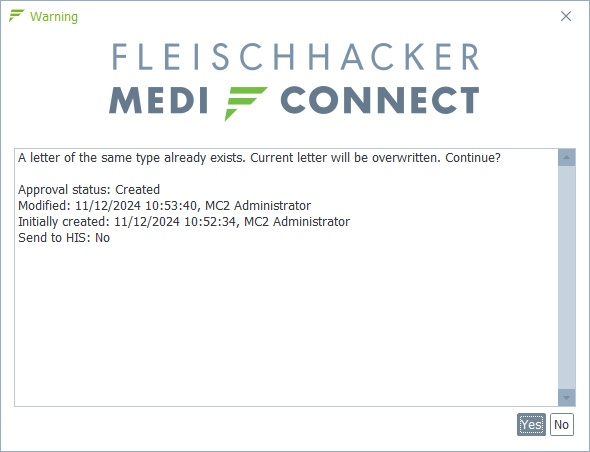 Warning
FLEISCHHACKER
MEDI CONNECT
A letter of the same type already exists. Current letter will be overwritten. Continue?
Approval status: Created
Modified: 11/12/2024 10:53:40, MC2 Administrator
Initially created: 11/12/2024 10:52:34, MC2 Administrator
Send to HIS: No
Yes No